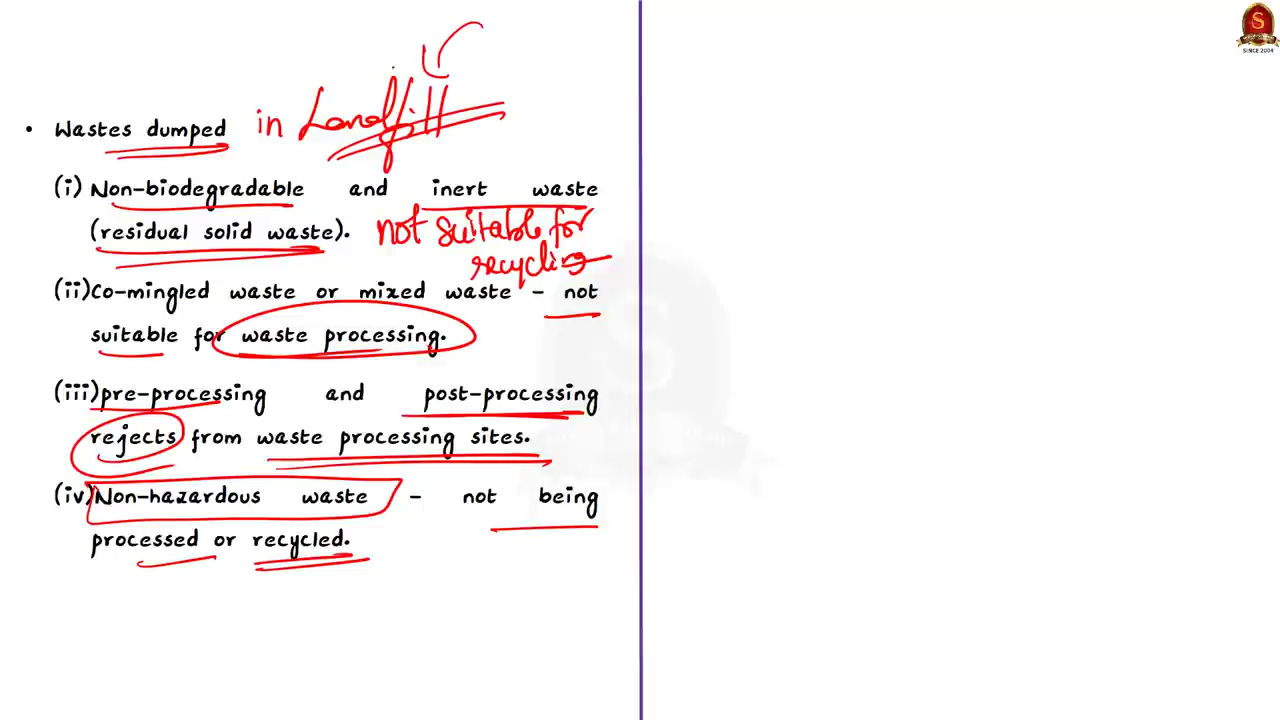 • Wastes dumped in Landfill
(i) Non-biodegradable and inert waste
(residual solid waste). not suitable for
recycling
(ii) Co-mingled waste or mixed waste - not
suitable for waste processing.
(iii) pre-processing and post-processing
rejects from waste processing sites.
(iv) Non-hazardous waste - not being
processed or recycled.
S
SINCE 2004